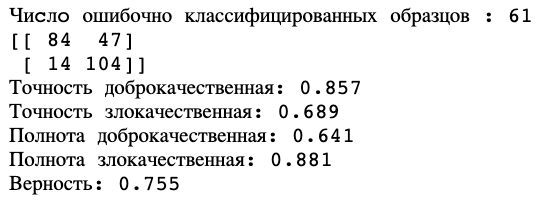 Число ошибочно классифицированных образцов : 61
[[ 84  47]
 [ 14 104]]
Точность доброкачественная: 0.857
Точность злокачественная: 0.689
Полнота доброкачественная: 0.641
Полнота злокачественная: 0.881
Верность: 0.755